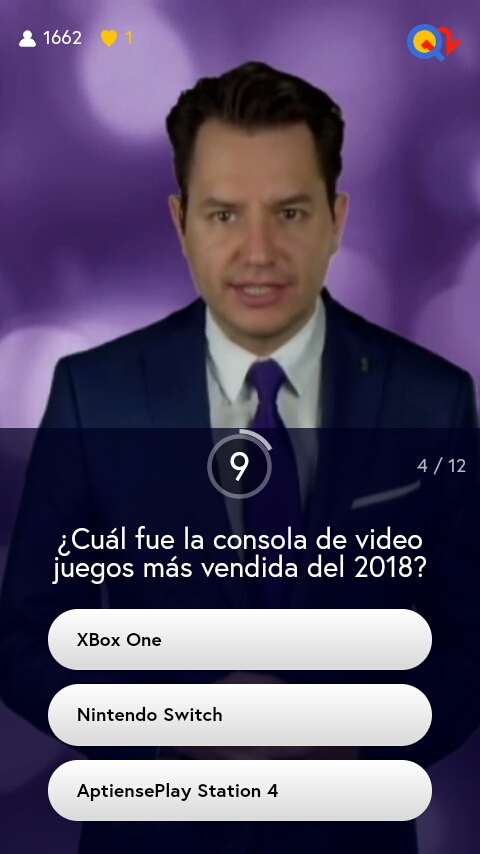 1662 1
9
4 / 12
¿Cuál fue la consola de video
juegos más vendida del 2018?
XBox One
Nintendo Switch
AptiensePlay Station 4